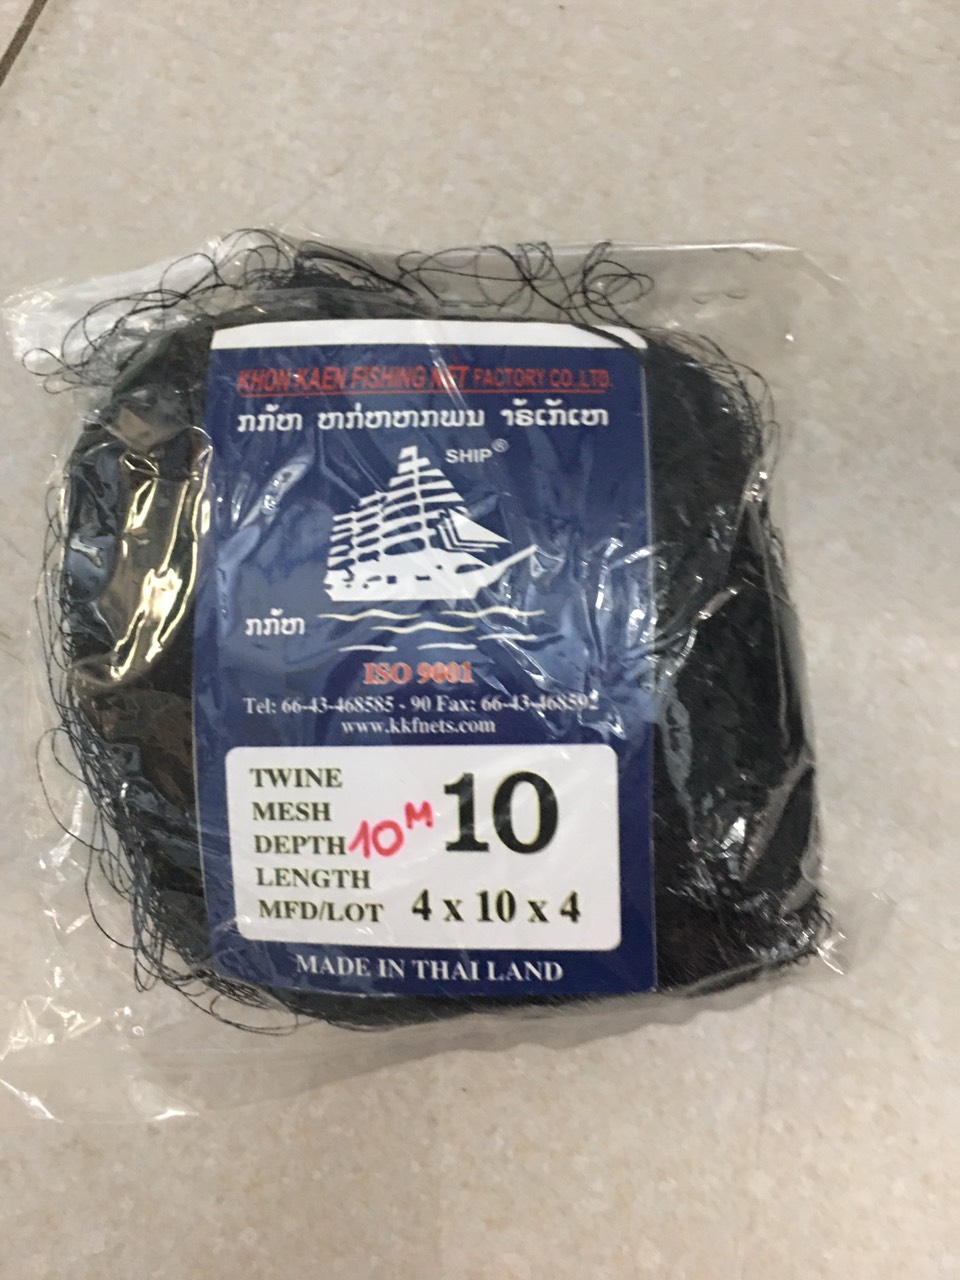 KHON KAEN FISHING NET FACTORY CO.,LTD.
SHIP®
ISO 9001
Tel: 66-43-468585 - 90 Fax: 66-43-468592
www.kkfnets.com
TWINE
MESH
DEPTH 10M 10
LENGTH
MFD/LOT 4 x 10 x 4
MADE IN THAI LAND